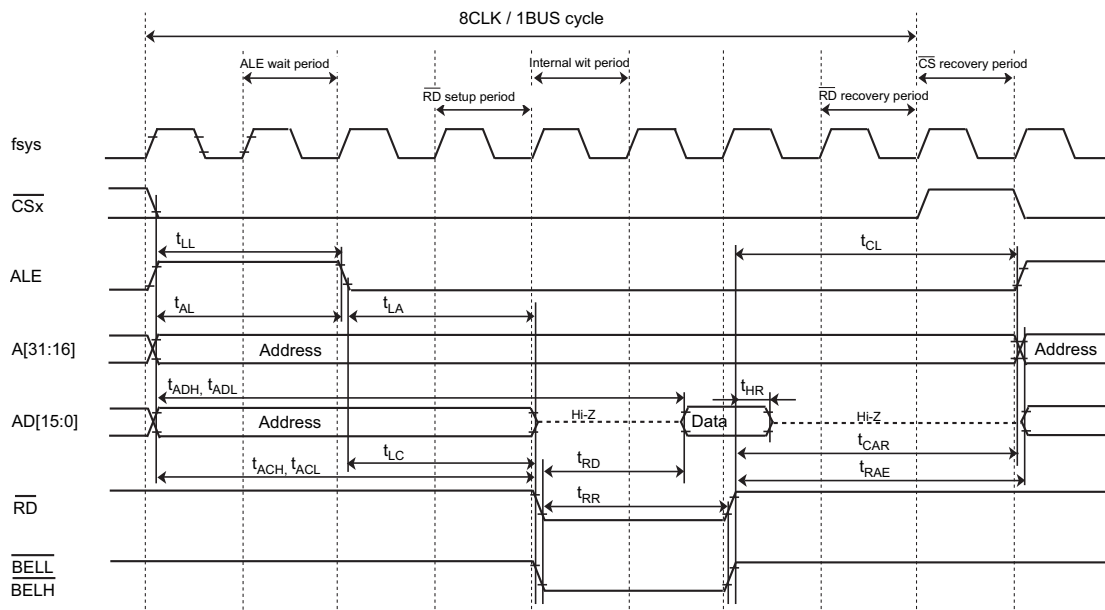 8CLK / 1BUS cycle
ALE wait period
Internal wit period
CS recovery period
RD setup period
RD recovery period
fsys
CSx
tLL
tCL
ALE
tAL
tLA
A[31:16]
Address
Address
tADH, tADL
tHR
AD[15:0]
Address
Hi-Z
Data
Hi-Z
tLC
tCAR
tACH, tACL
tRD
tRAE
tRR
RD
BELL
BELH